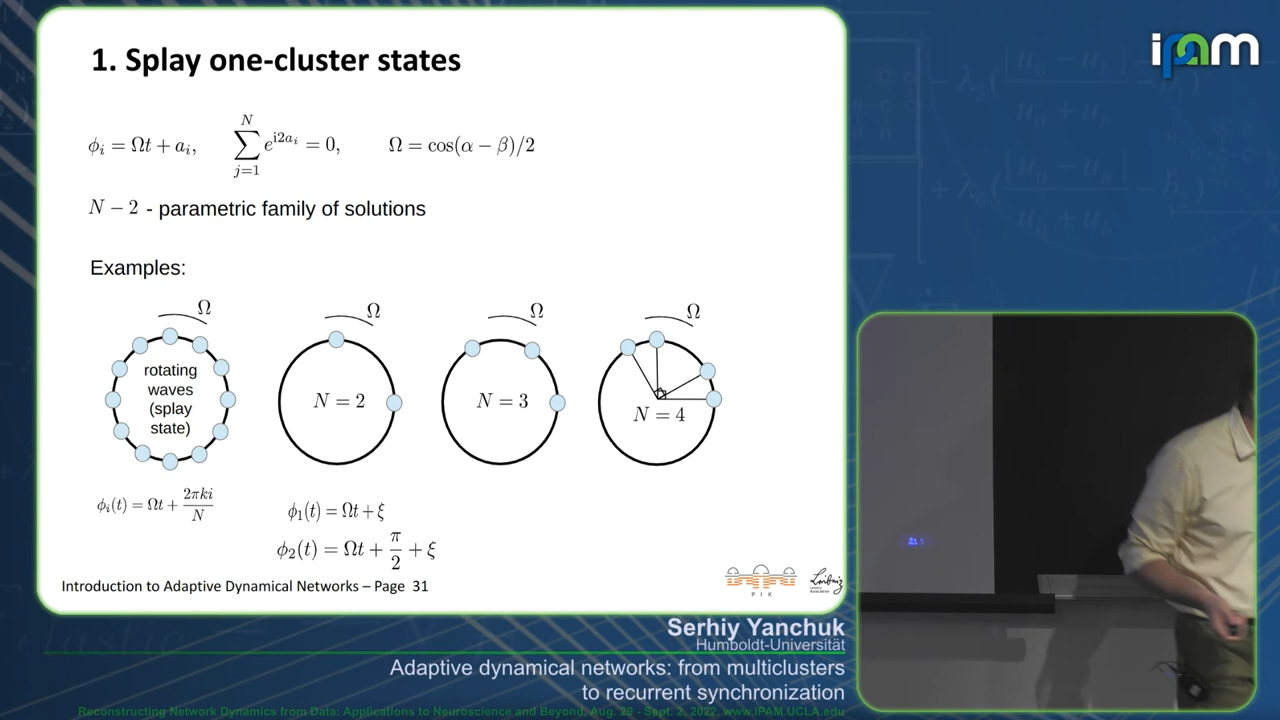 1. Splay one-cluster states
ϕ_i = Ωt + a_i, \sum_{j=1}^{N} e^{i2a_i} = 0, Ω = cos(α − β)/2
N − 2 - parametric family of solutions
Examples:
Ω Ω Ω Ω
rotating
waves
(splay
state)
N = 2
N = 3
N = 4
ϕ_i(t) = Ωt + \frac{2πki}{N}
ϕ_1(t) = Ωt + ξ
ϕ_2(t) = Ωt + \frac{π}{2} + ξ
Introduction to Adaptive Dynamical Networks – Page 31
P I K
Leibniz
ipam
Serhiy Yanchuk
Humboldt-Universität
Adaptive dynamical networks: from multiclusters
to recurrent synchronization
Reconstructing Network Dynamics from Data: Applications to Neuroscience and Beyond, Aug. 29 - Sept. 2, 2022, www.IPAM.UCLA.edu